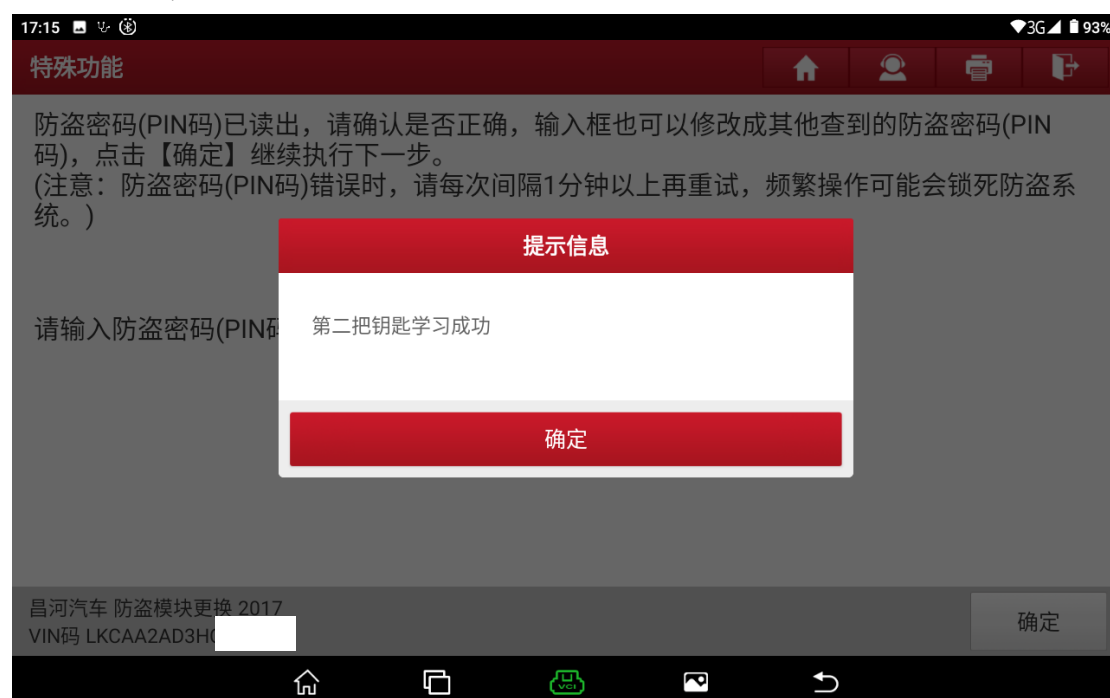 17:15
3G
93%
特殊功能
防盗密码(PIN码)已读出，请确认是否正确，输入框也可以修改成其他查到的防盗密码(PIN
码)，点击【确定】继续执行下一步。
(注意：防盗密码(PIN码)错误时，请每次间隔1分钟以上再重试，频繁操作可能会锁死防盗系
统。)
提示信息
请输入防盗密码(PIN码
第二把钥匙学习成功
确定
昌河汽车 防盗模块更换 2017
VIN码 LKCAA2AD3H
确定
VCI